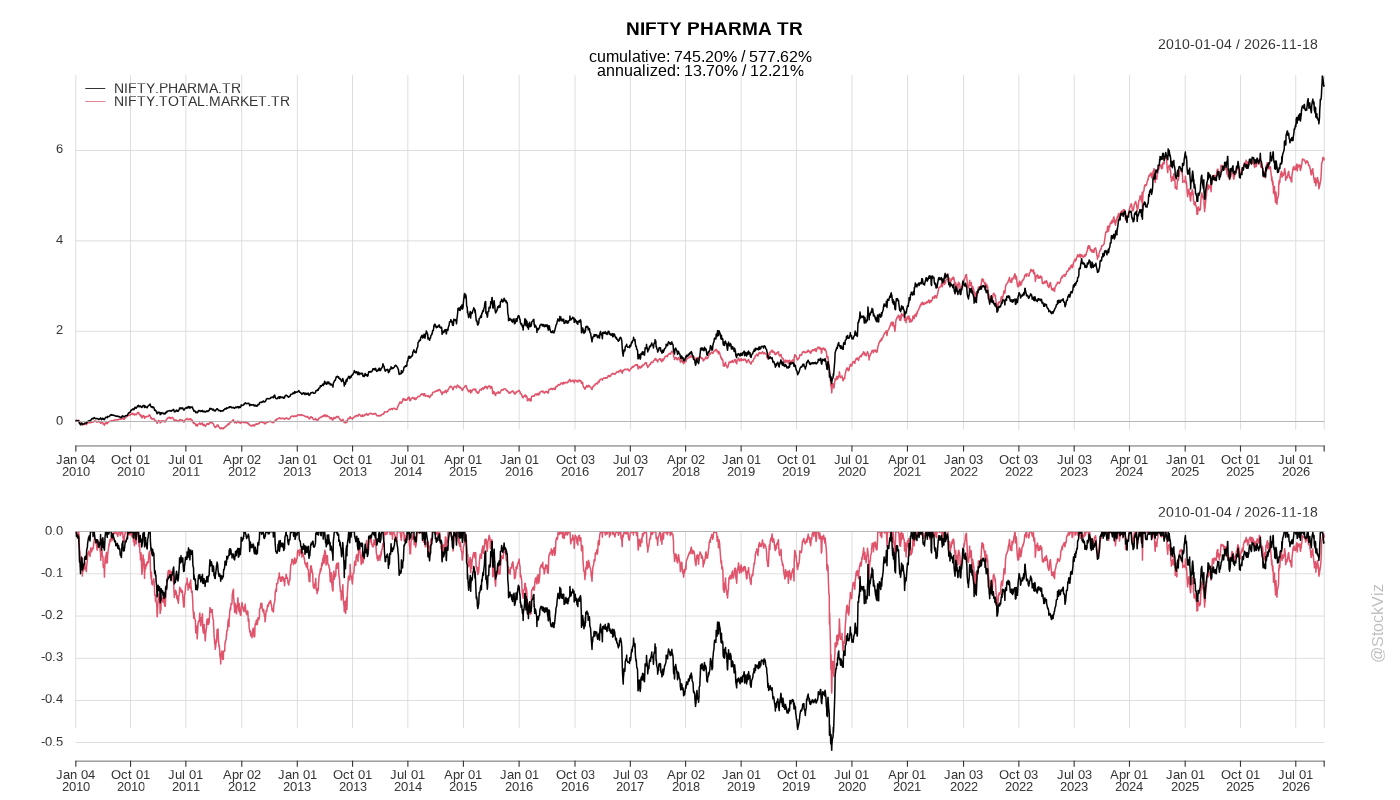 NIFTY PHARMA TR
2010-01-04 / 2026-11-18
cumulative: 745.20% / 577.62%
annualized: 13.70% / 12.21%
NIFTY.PHARMA.TR
NIFTY.TOTAL.MARKET.TR
6
4
2
0
Jan 04 Oct 01 Jul 01 Apr 02 Jan 01 Oct 01 Jul 01 Apr 01 Jan 01 Oct 03 Jul 03 Apr 02 Jan 01 Oct 01 Jul 01 Apr 01 Jan 03 Oct 03 Jul 03 Apr 01 Jan 01 Oct 01 Jul 01
2010 2010 2011 2012 2013 2013 2014 2015 2016 2016 2017 2018 2019 2019 2020 2021 2022 2022 2023 2024 2025 2025 2026
2010-01-04 / 2026-11-18
0.0
-0.1
-0.2
-0.3
-0.4
-0.5
Jan 04 Oct 01 Jul 01 Apr 02 Jan 01 Oct 01 Jul 01 Apr 01 Jan 01 Oct 03 Jul 03 Apr 02 Jan 01 Oct 01 Jul 01 Apr 01 Jan 03 Oct 03 Jul 03 Apr 01 Jan 01 Oct 01 Jul 01
2010 2010 2011 2012 2013 2013 2014 2015 2016 2016 2017 2018 2019 2019 2020 2021 2022 2022 2023 2024 2025 2025 2026
@StockViz